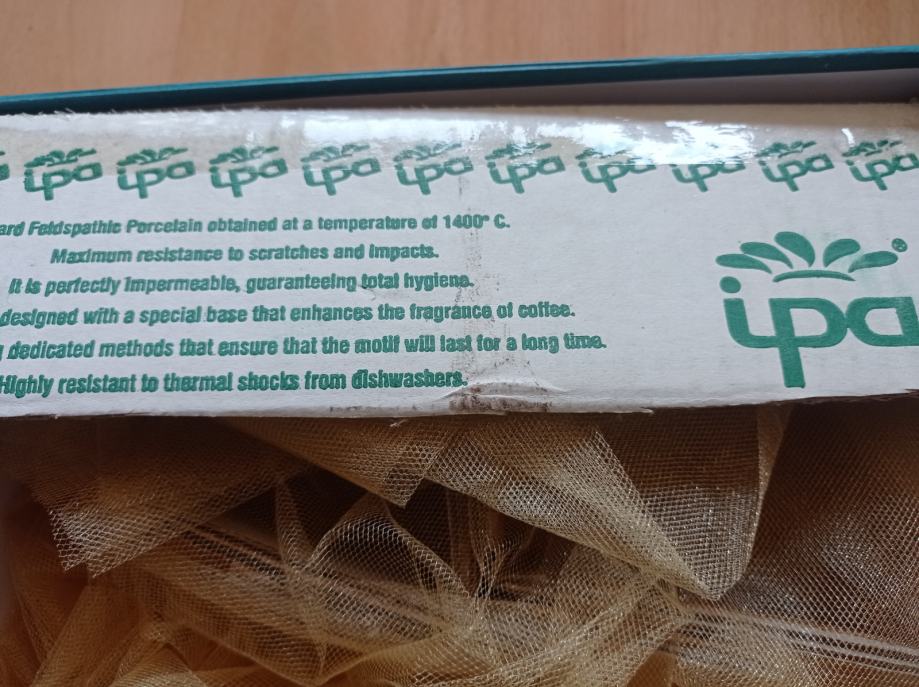 ipa ipa ipa ipa ipa ipa ipa ipa ipa ipa
Feldspathic Porcelain obtained at a temperature of 1400° C.
Maximum resistance to scratches and impacts.
It is perfectly impermeable, guaranteeing total hygiene.
designed with a special base that enhances the fragrance of coffee.
dedicated methods that ensure that the motif will last for a long time.
Highly resistant to thermal shocks from dishwashers.
ipa®